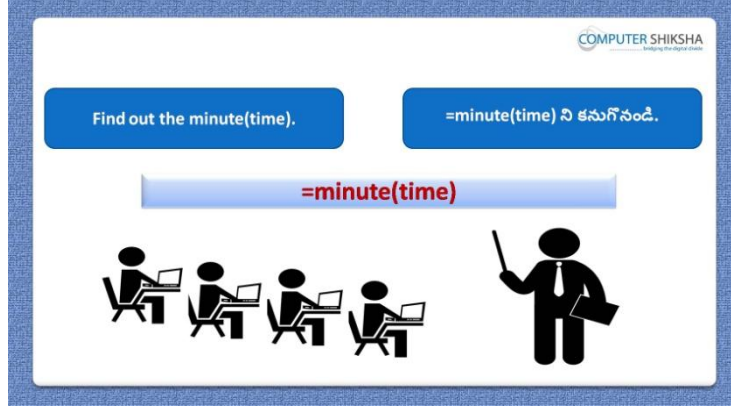 COMPUTER SHIKSHA
bridging the digital divide
Find out the minute(time).
=minute(time) ని కనుగొనండి.
=minute(time)